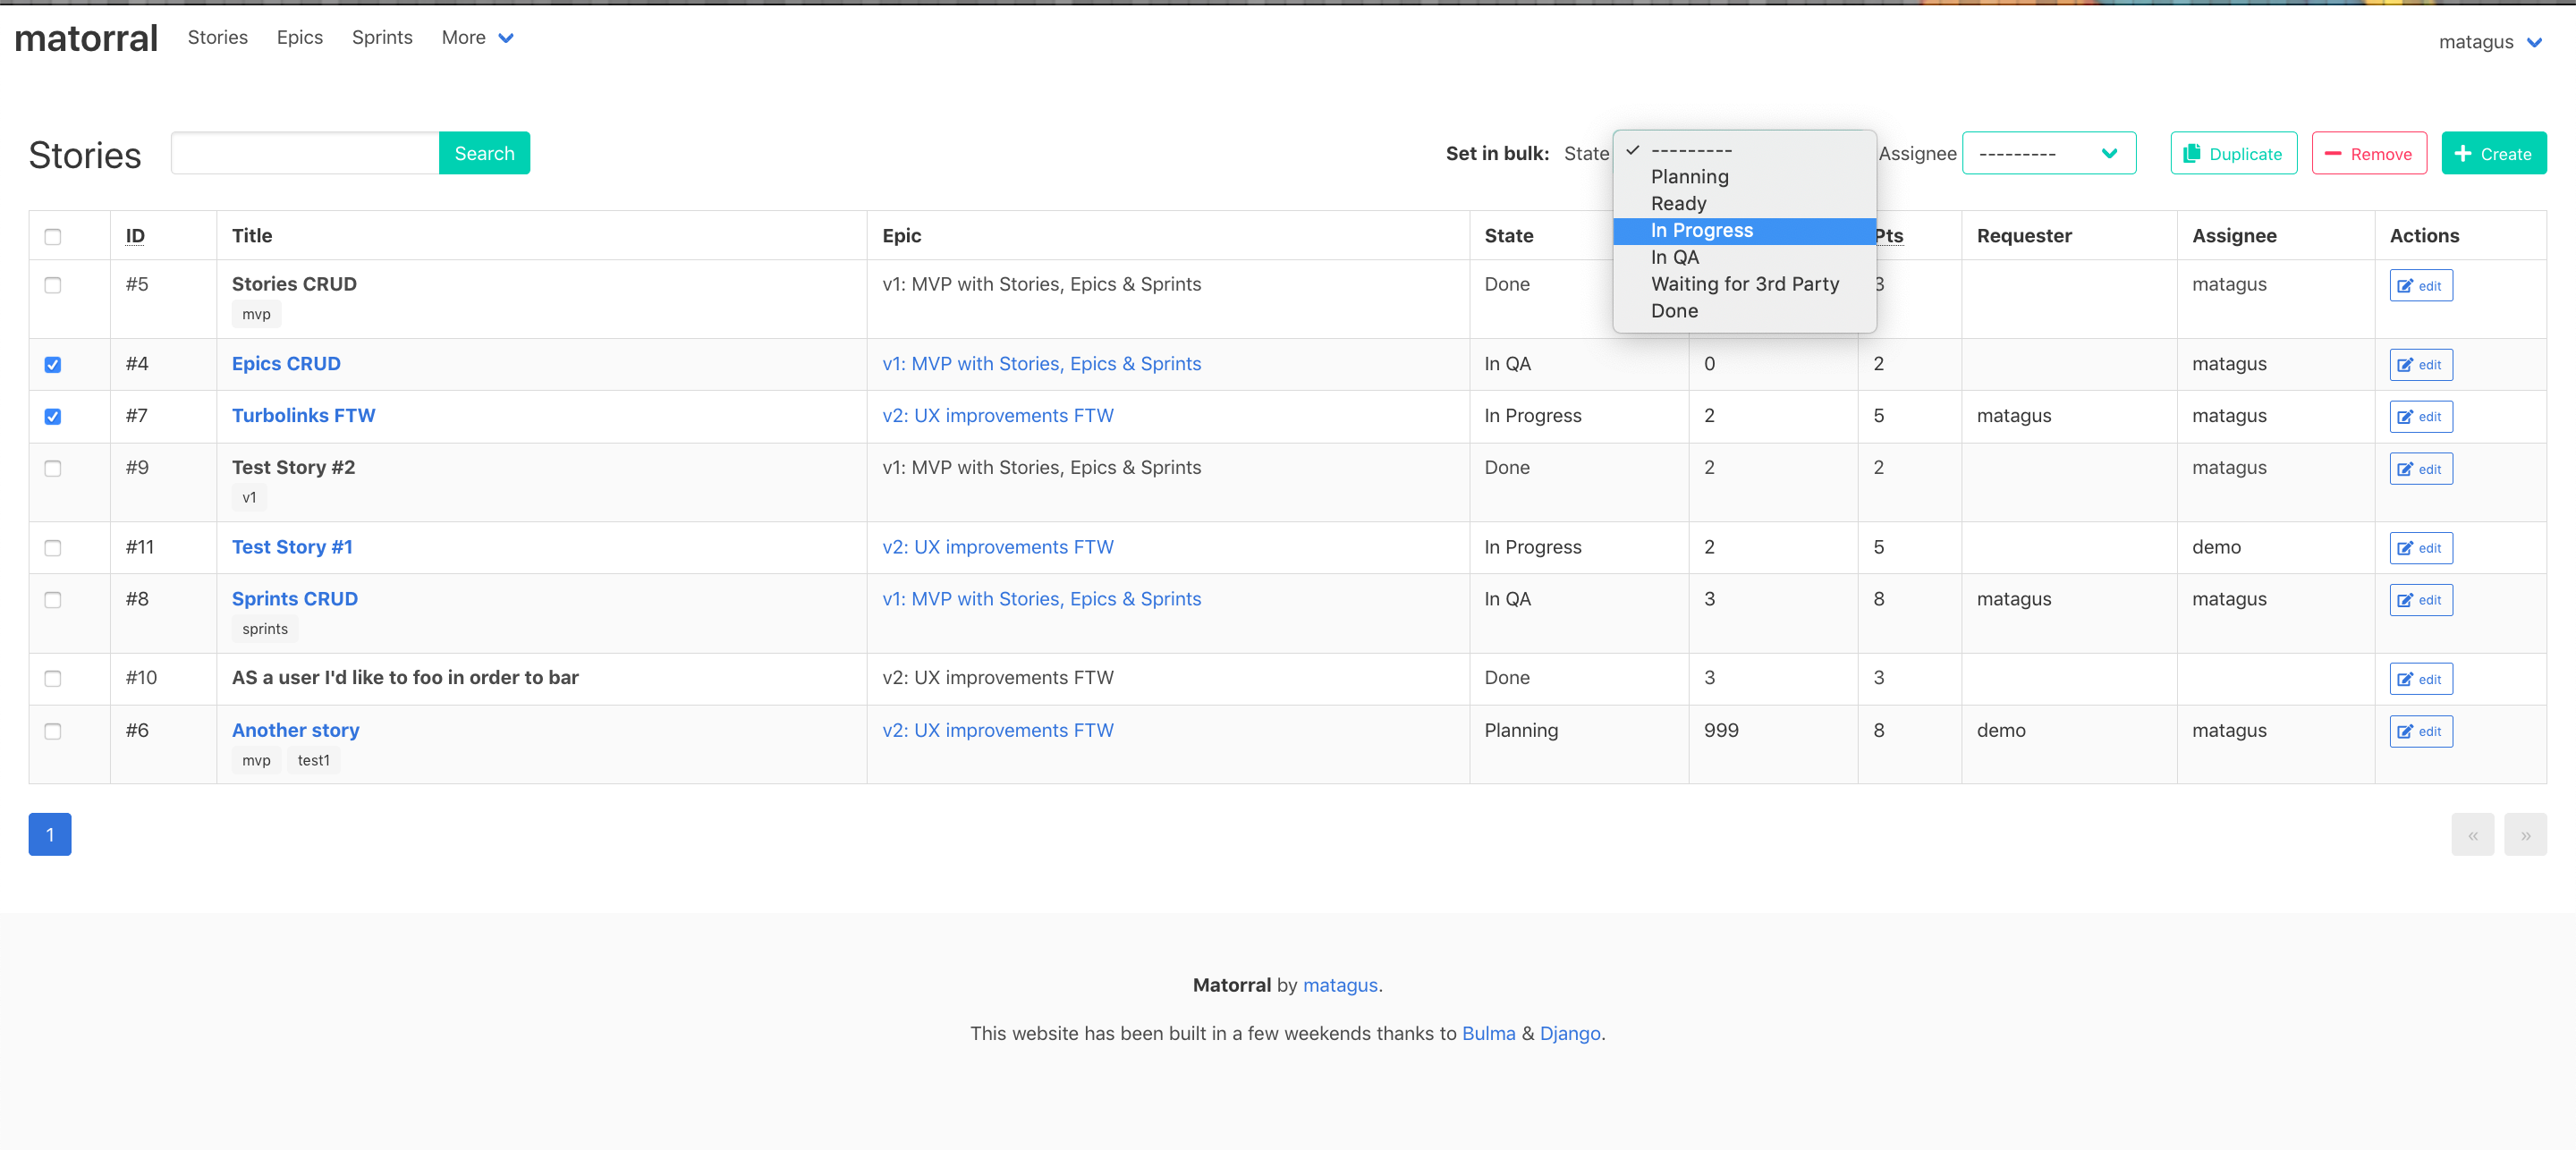 matorral Stories Epics Sprints More matagus
Stories Search Set in bulk: State Assignee --------- Duplicate Remove Create
---------
Planning
Ready
In Progress
In QA
Waiting for 3rd Party
Done
ID Title Epic State Pts Requester Assignee Actions
#5 Stories CRUD v1: MVP with Stories, Epics & Sprints Done 3 matagus edit
mvp
#4 Epics CRUD v1: MVP with Stories, Epics & Sprints In QA 0 2 matagus edit
#7 Turbolinks FTW v2: UX improvements FTW In Progress 2 5 matagus matagus edit
#9 Test Story #2 v1: MVP with Stories, Epics & Sprints Done 2 2 matagus edit
v1
#11 Test Story #1 v2: UX improvements FTW In Progress 2 5 demo edit
#8 Sprints CRUD v1: MVP with Stories, Epics & Sprints In QA 3 8 matagus matagus edit
sprints
#10 AS a user I'd like to foo in order to bar v2: UX improvements FTW Done 3 3 edit
#6 Another story v2: UX improvements FTW Planning 999 8 demo matagus edit
mvp test1
1 « »
Matorral by matagus.
This website has been built in a few weekends thanks to Bulma & Django.